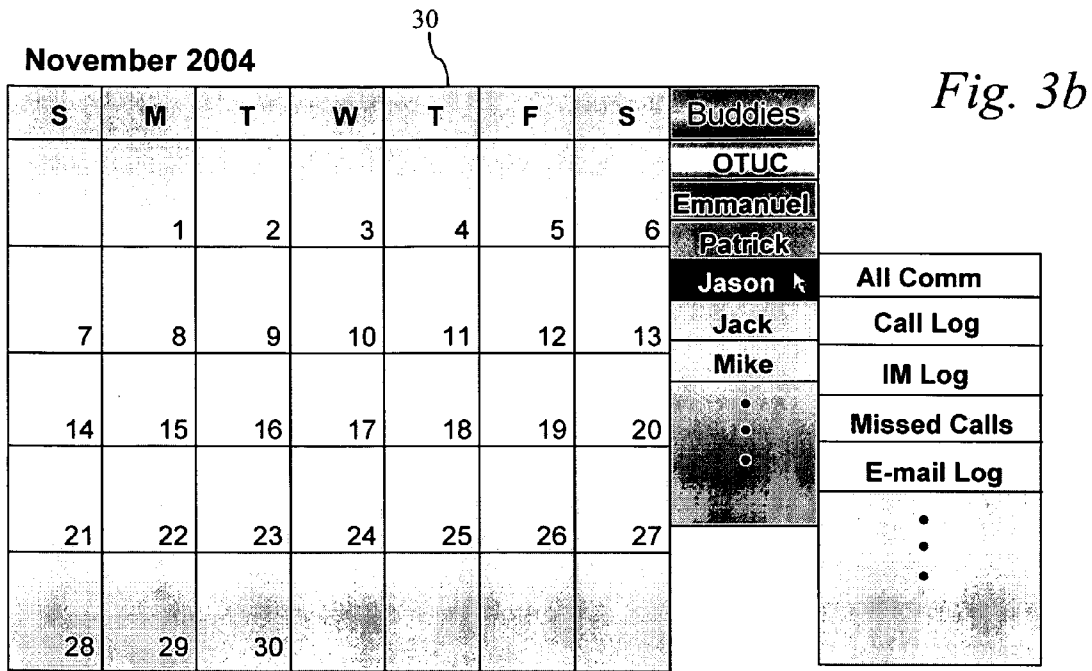 30
November 2004
Fig. 3b
S M T W T F S
1 2 3 4 5 6
7 8 9 10 11 12 13
14 15 16 17 18 19 20
21 22 23 24 25 26 27
28 29 30
Buddies
OTUC
Emmanuel
Patrick
Jason
Jack
Mike
All Comm
Call Log
IM Log
Missed Calls
E-mail Log